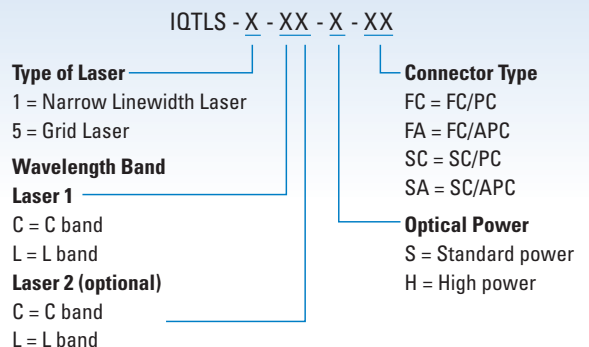 IQTLS - X - XX - X - XX
Type of Laser
1 = Narrow Linewidth Laser
5 = Grid Laser
Wavelength Band
Laser 1
C = C band
L = L band
Laser 2 (optional)
C = C band
L = L band
Connector Type
FC = FC/PC
FA = FC/APC
SC = SC/PC
SA = SC/APC
Optical Power
S = Standard power
H = High power